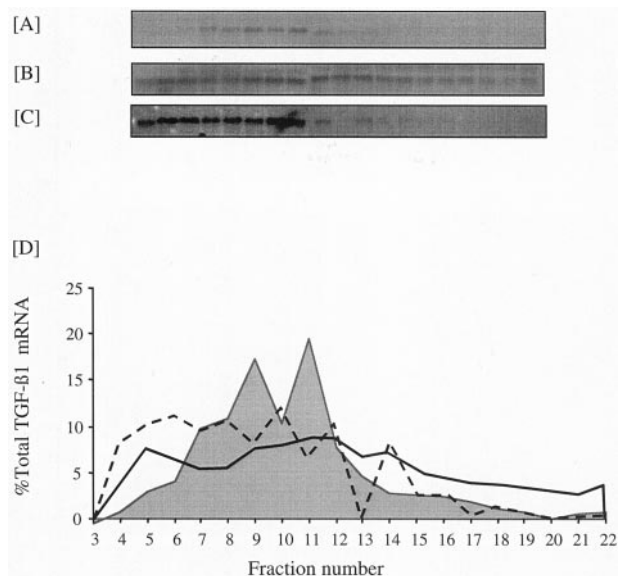 [A]
[B]
[C]
[D]
%Total TGF-ß1 mRNA
25
20
15
10
5
0
3 4 5 6 7 8 9 10 11 12 13 14 15 16 17 18 19 20 21 22
Fraction number